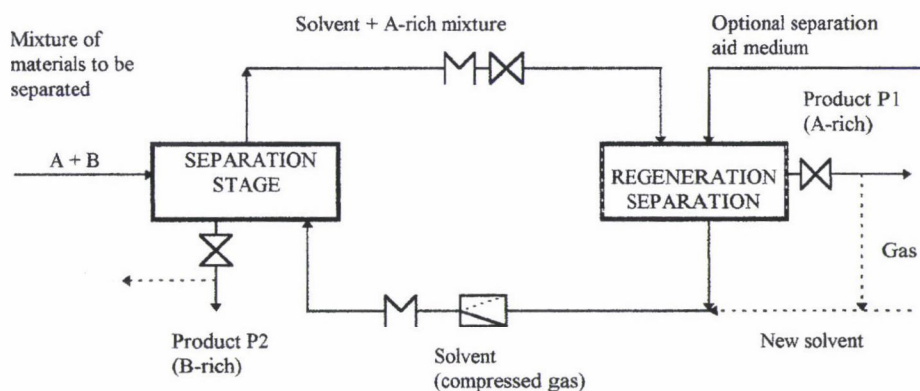 Solvent + A-rich mixture
Optional separation
aid medium
Mixture of
materials to be
separated
Product P1
(A-rich)
A + B
SEPARATION
STAGE
REGENERATION
SEPARATION
Gas
Product P2
(B-rich)
Solvent
(compressed gas)
New solvent